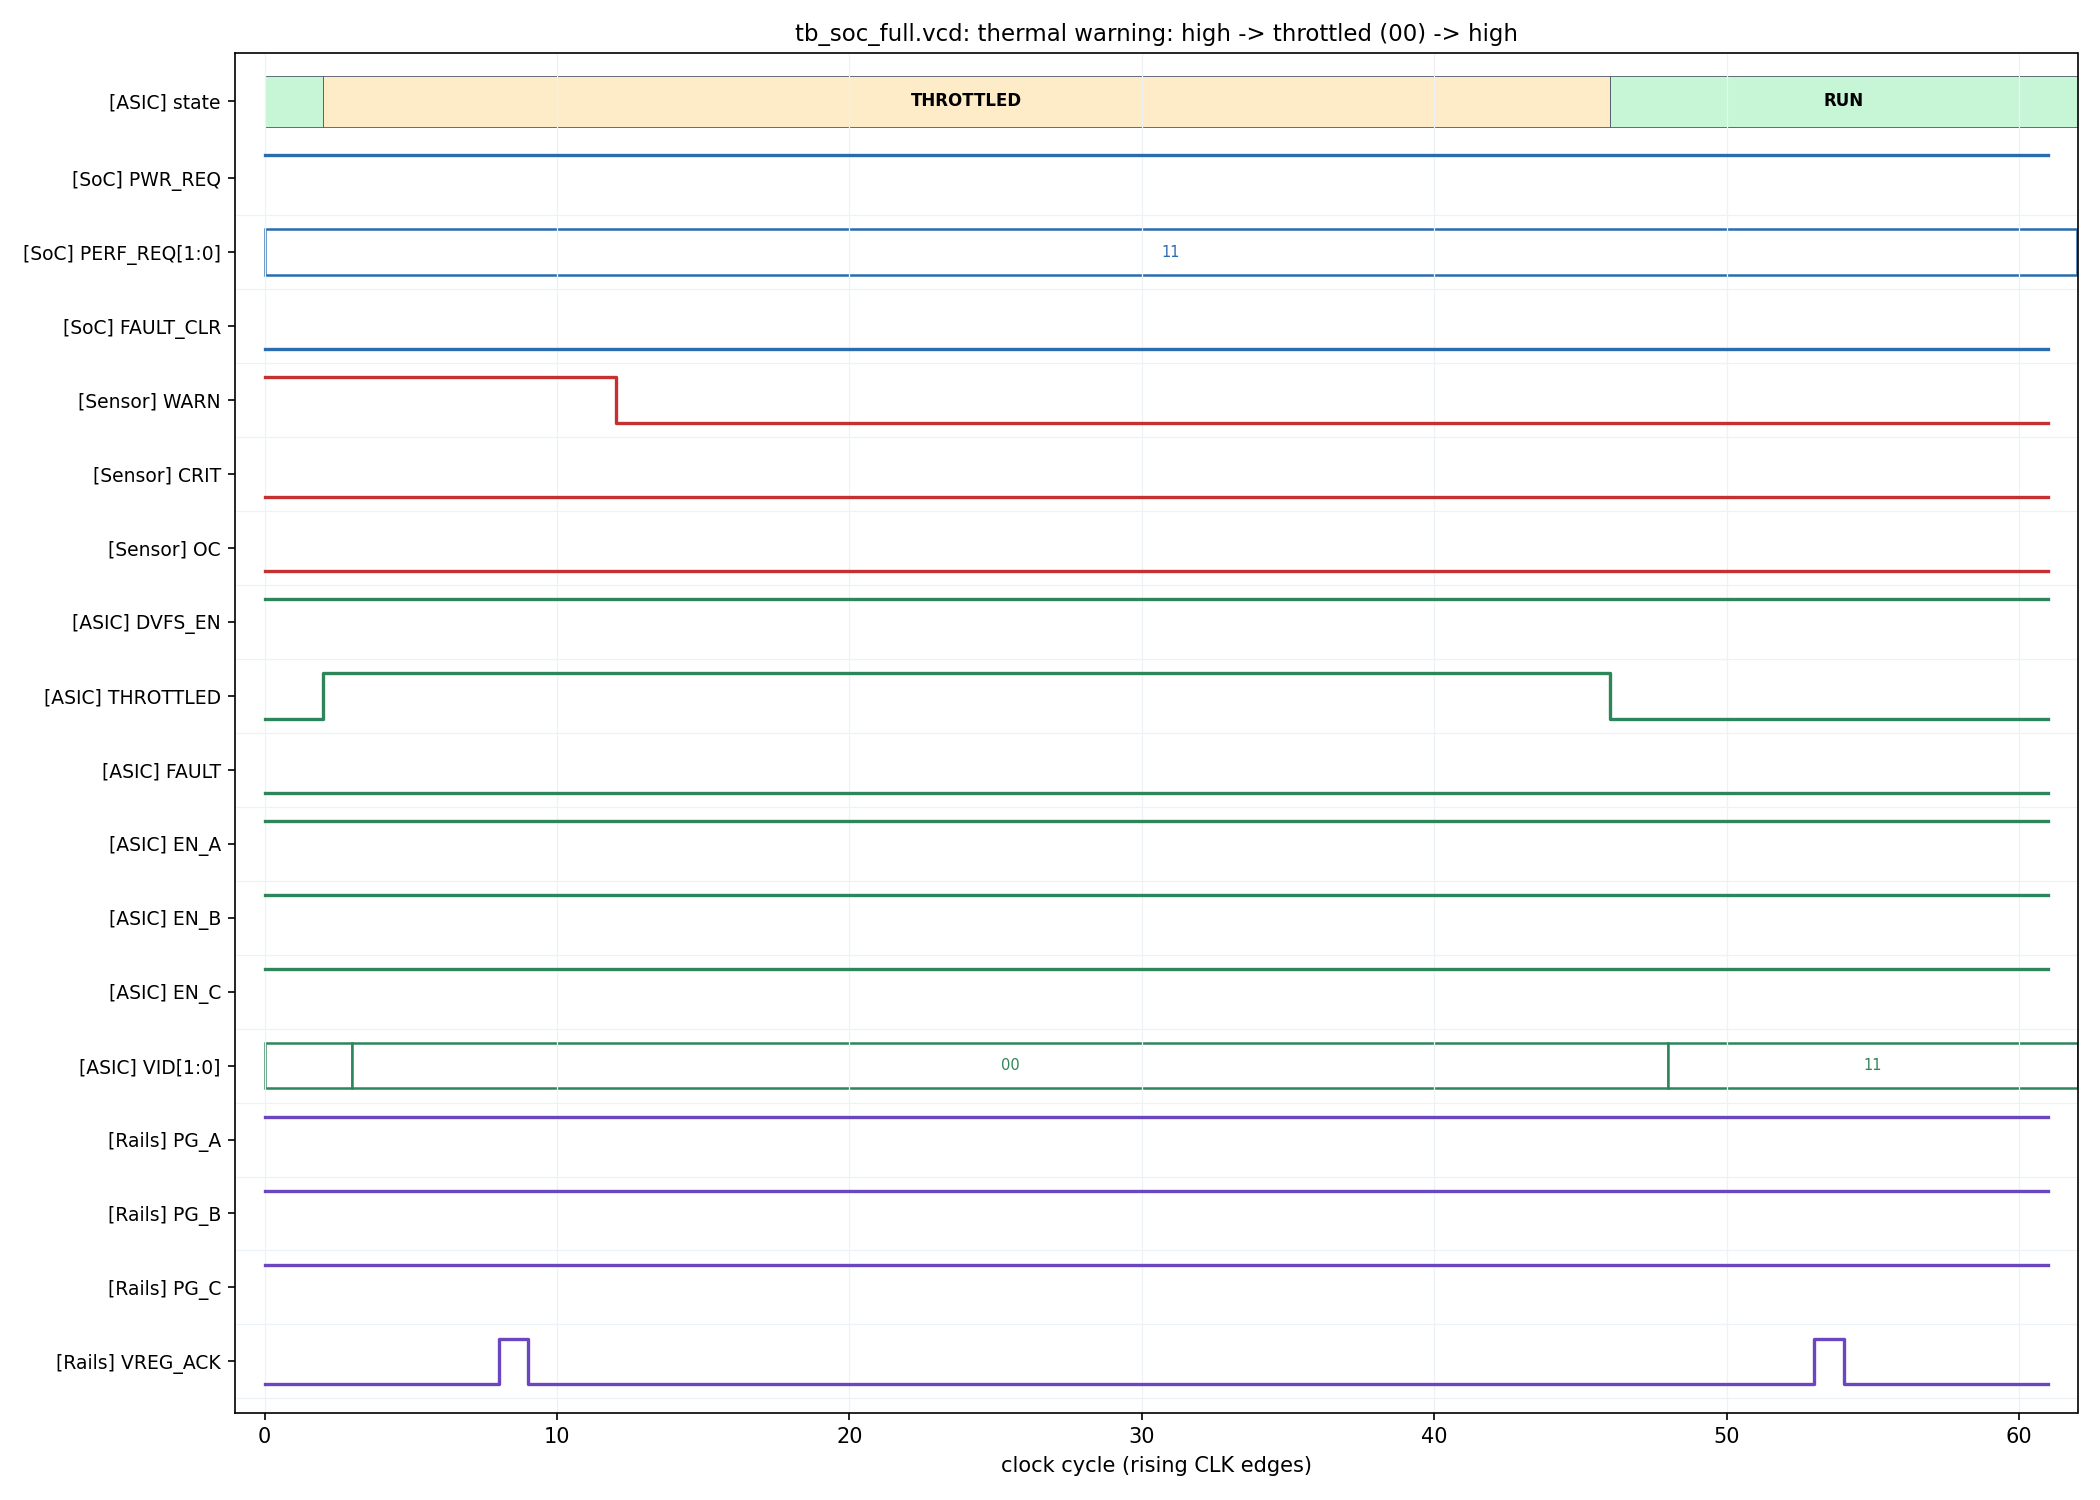 tb_soc_full.vcd: thermal warning: high -> throttled (00) -> high
[ASIC] state
THROTTLED
RUN
[SoC] PWR_REQ
[SoC] PERF_REQ[1:0]
11
[SoC] FAULT_CLR
[Sensor] WARN
[Sensor] CRIT
[Sensor] OC
[ASIC] DVFS_EN
[ASIC] THROTTLED
[ASIC] FAULT
[ASIC] EN_A
[ASIC] EN_B
[ASIC] EN_C
[ASIC] VID[1:0]
00
11
[Rails] PG_A
[Rails] PG_B
[Rails] PG_C
[Rails] VREG_ACK
0 10 20 30 40 50 60
clock cycle (rising CLK edges)